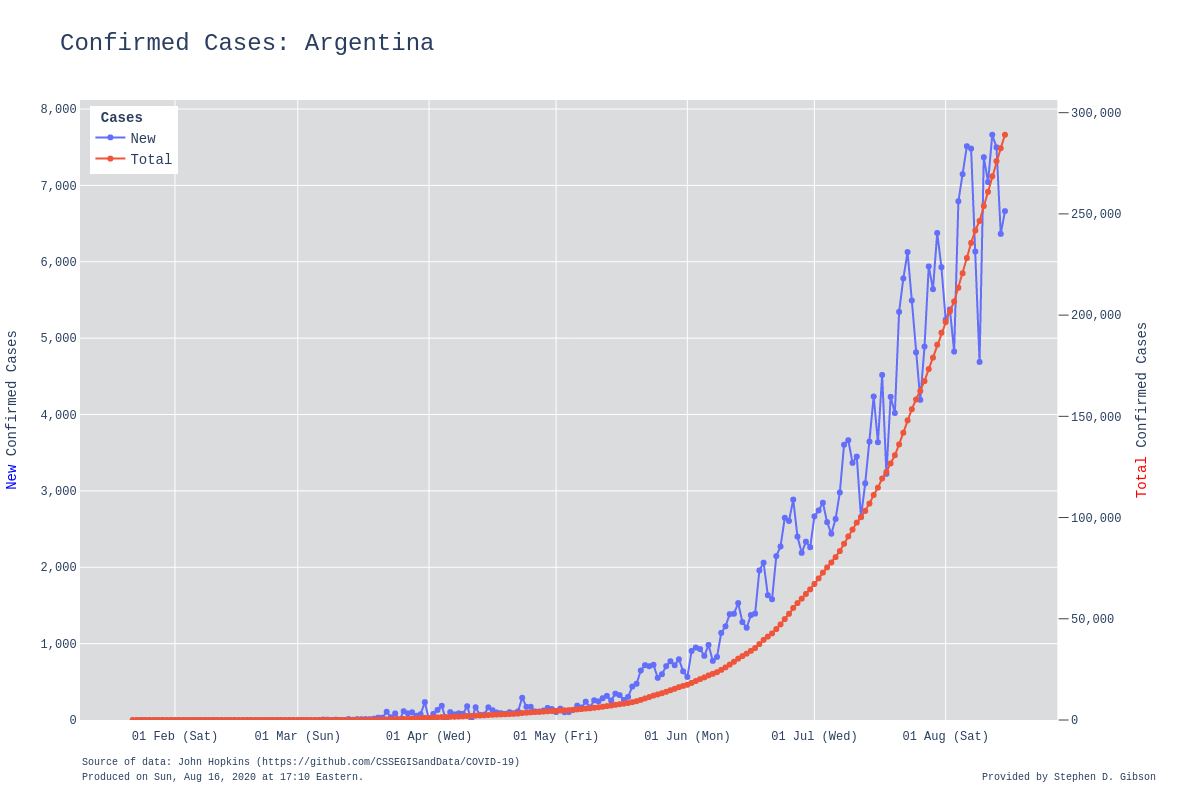 Confirmed Cases: Argentina
Cases
New
Total
8,000
7,000
6,000
5,000
4,000
3,000
2,000
1,000
0
300,000
250,000
200,000
150,000
100,000
50,000
0
New Confirmed Cases
Total Confirmed Cases
01 Feb (Sat)
01 Mar (Sun)
01 Apr (Wed)
01 May (Fri)
01 Jun (Mon)
01 Jul (Wed)
01 Aug (Sat)
Source of data: John Hopkins (https://github.com/CSSEGISandData/COVID-19)
Produced on Sun, Aug 16, 2020 at 17:10 Eastern.
Provided by Stephen D. Gibson